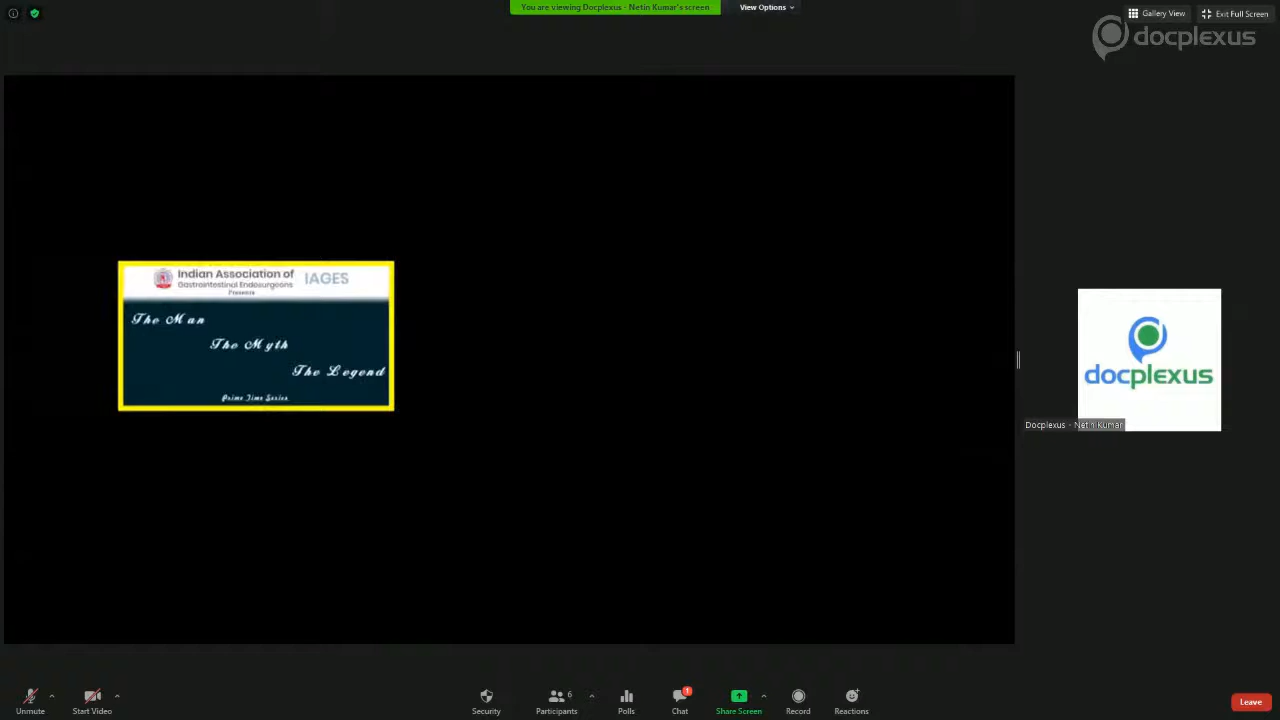 You are viewing Docplexus - Netin Kumar's screen
View Options
Gallery View
Exit Full Screen
docplexus
Indian Association of
Gastrointestinal Endosurgeons
IAGES
Presents
The Man
The Myth
The Legend
Prime Time Series
docplexus
Docplexus - Netin Kumar
Unmute
Start Video
Security
Participants
6
Polls
Chat
1
Share Screen
Record
Reactions
Leave